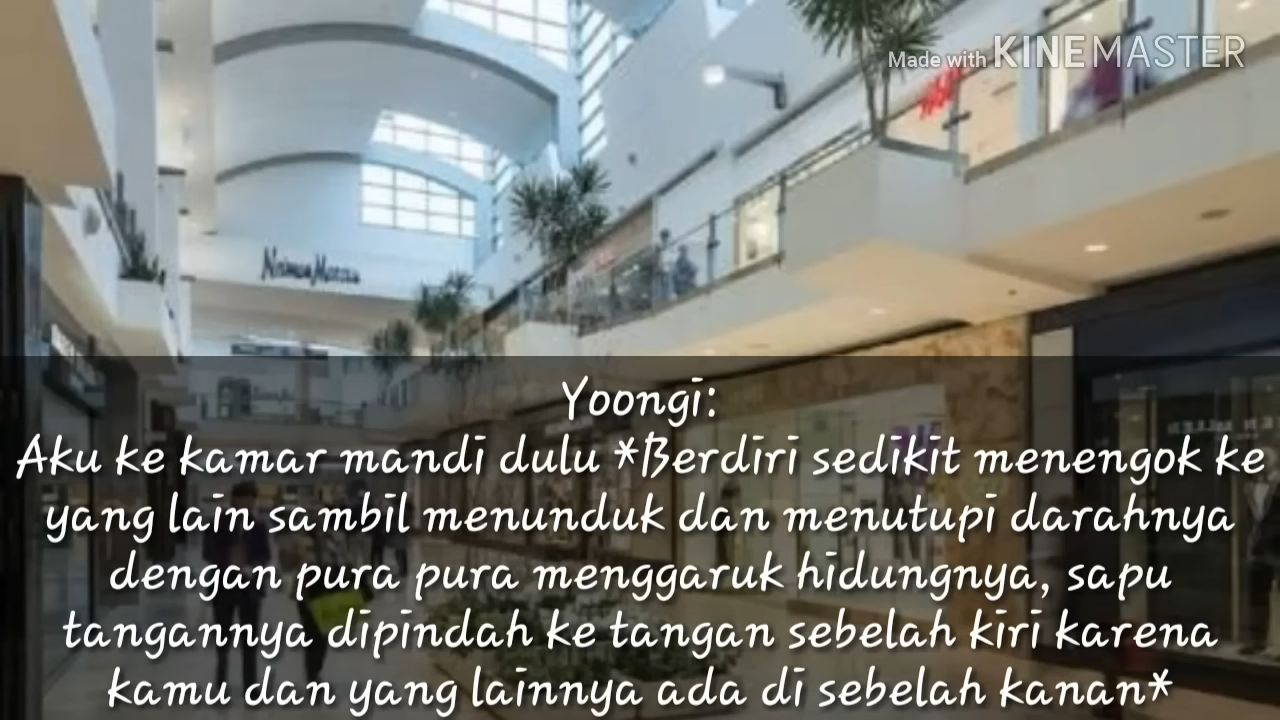 Made with KINEMASTER
H&M
Neiman Marcus
Yoongi:
Aku ke kamar mandi dulu *Berdiri sedikit menengok ke
yang lain sambil menunduk dan menutupi darahnya
dengan pura pura menggaruk hidungnya, sapu
tangannya dipindah ke tangan sebelah kiri karena
kamu dan yang lainnya ada di sebelah kanan*